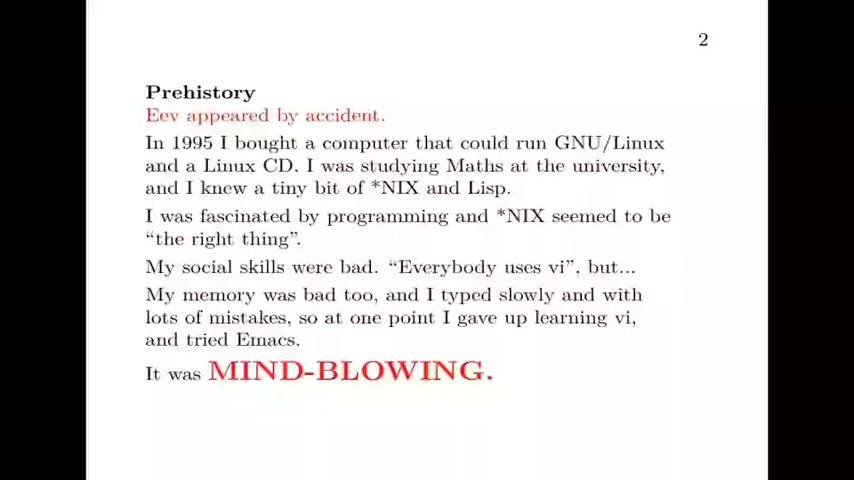 2
Prehistory
Eev appeared by accident.
In 1995 I bought a computer that could run GNU/Linux
and a Linux CD. I was studying Maths at the university,
and I knew a tiny bit of *NIX and Lisp.
I was fascinated by programming and *NIX seemed to be
“the right thing”.
My social skills were bad. “Everybody uses vi”, but...
My memory was bad too, and I typed slowly and with
lots of mistakes, so at one point I gave up learning vi,
and tried Emacs.
It was MIND-BLOWING.